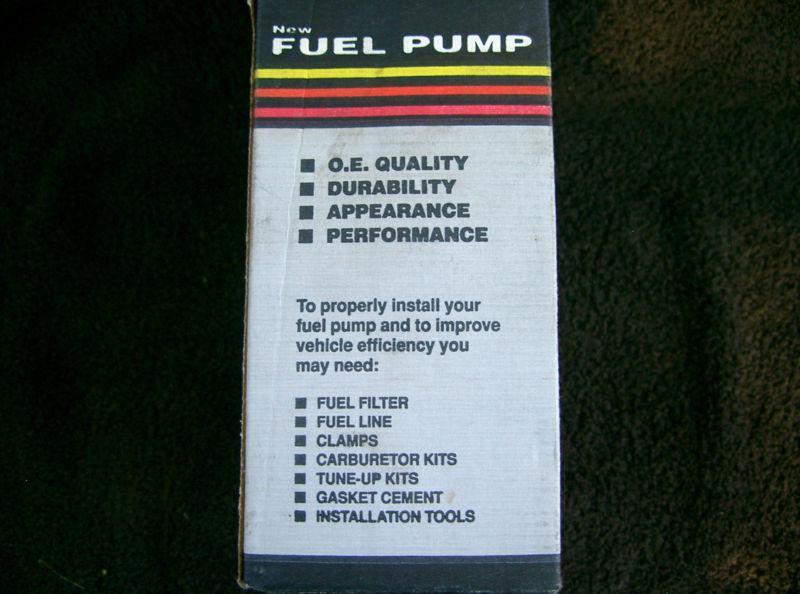 New
FUEL PUMP
■ O.E. QUALITY
■ DURABILITY
■ APPEARANCE
■ PERFORMANCE
To properly install your
fuel pump and to improve
vehicle efficiency you
may need:
■ FUEL FILTER
■ FUEL LINE
■ CLAMPS
■ CARBURETOR KITS
■ TUNE-UP KITS
■ GASKET CEMENT
■ INSTALLATION TOOLS